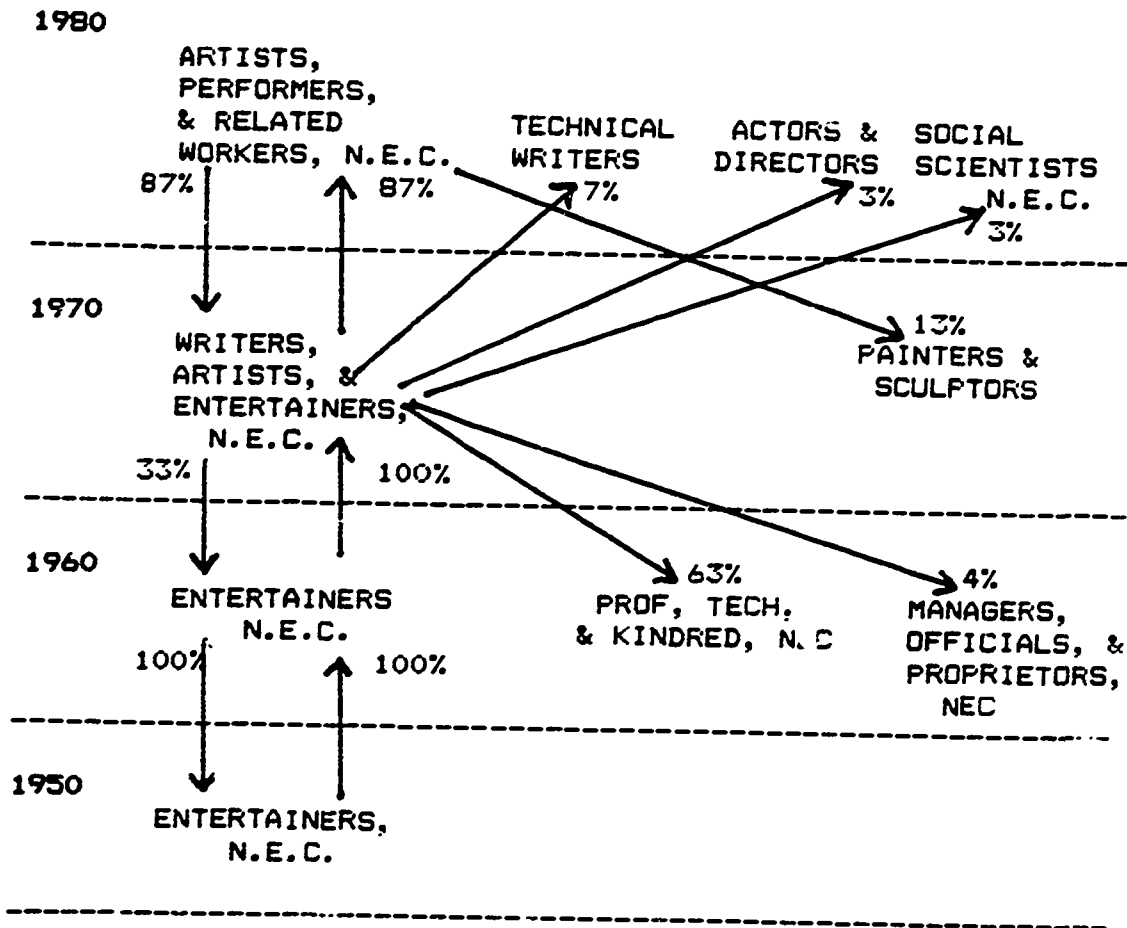 1980
ARTISTS,
PERFORMERS,
& RELATED
WORKERS, N.E.C.
TECHNICAL
WRITERS
ACTORS &
DIRECTORS
SOCIAL
SCIENTISTS
N.E.C.
87%
87%
7%
3%
3%
1970
WRITERS,
ARTISTS, &
ENTERTAINERS,
N.E.C.
13%
PAINTERS &
SCULPTORS
33%
100%
1960
ENTERTAINERS
N.E.C.
63%
PROF, TECH.
& KINDRED,
4%
MANAGERS,
OFFICIALS, &
PROPRIETORS,
NEC
100%
100%
1950
ENTERTAINERS,
N.E.C.